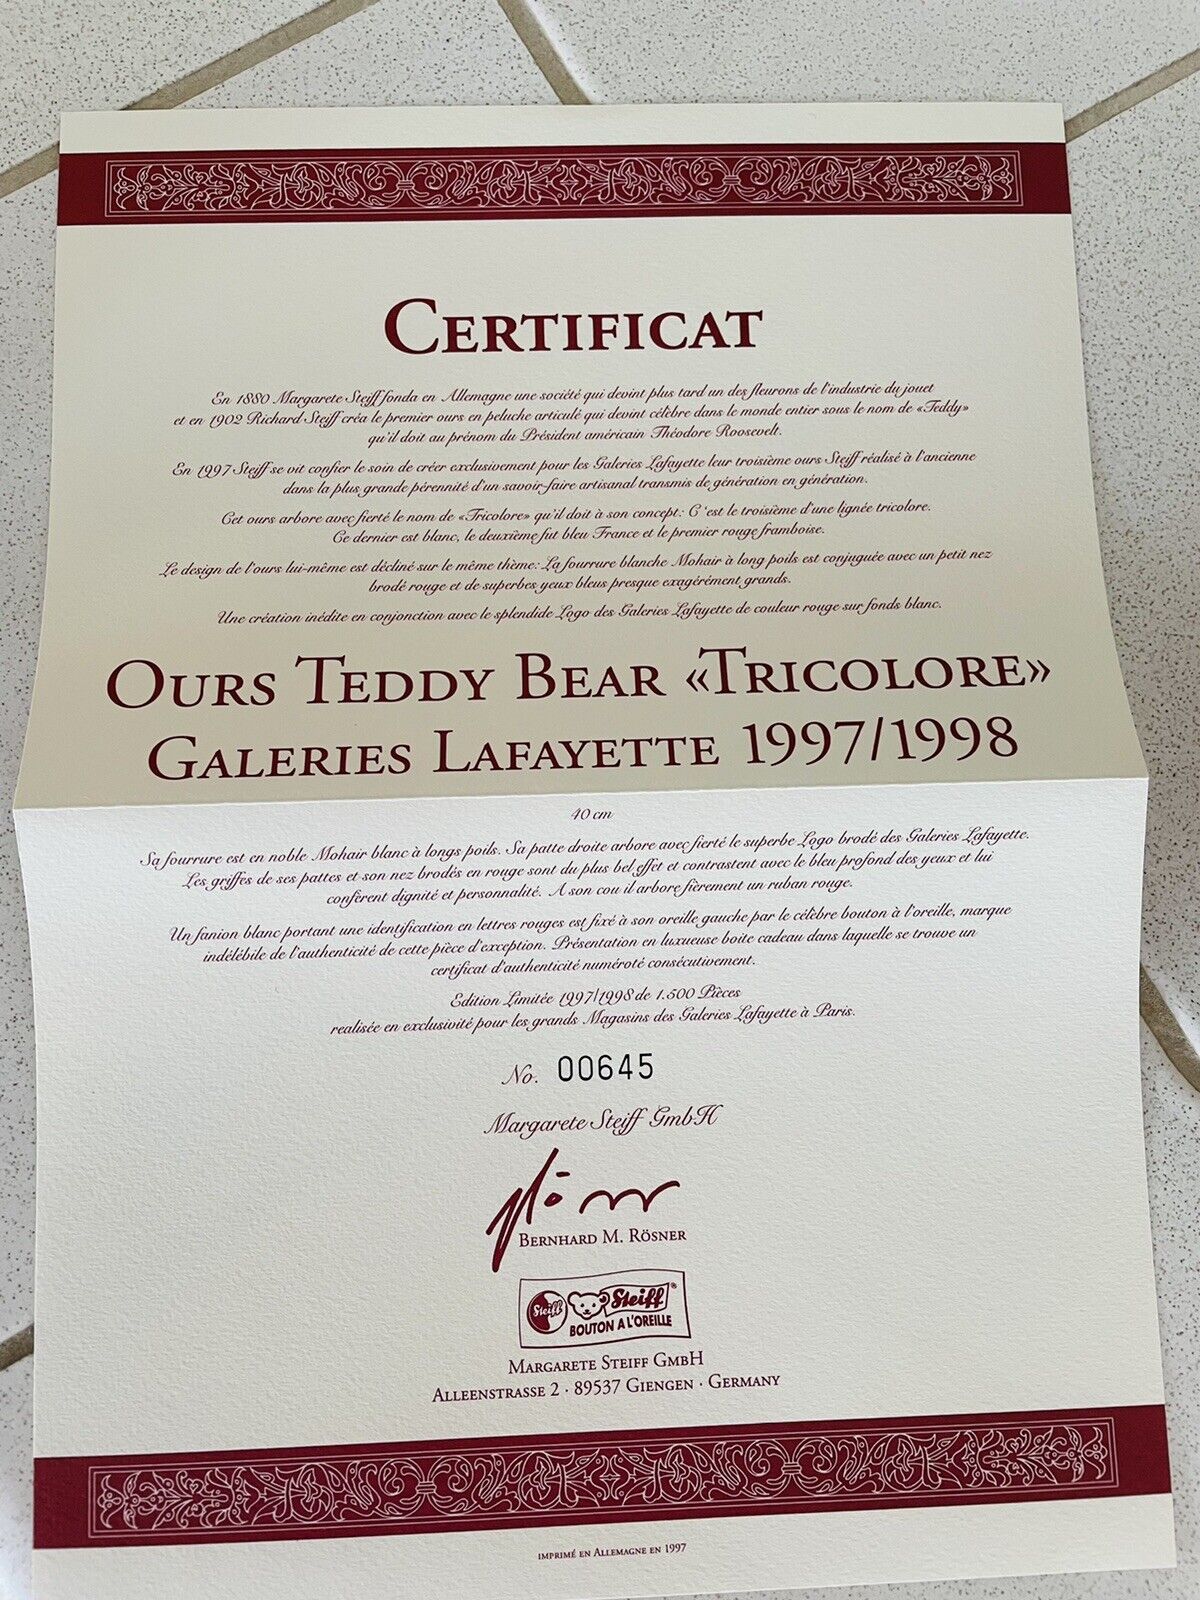 CERTIFICAT
En 1880 Margarete Steiff fonda en Allemagne une société qui devint plus tard un des fleurons de l'industrie du jouet
et en 1902 Richard Steiff créa le premier ours en peluche articulé qui devint célèbre dans le monde entier sous le nom de «Teddy»
qu'il doit au prénom du Président américain Théodore Roosevelt.
En 1997 Steiff se vit confier le soin de créer exclusivement pour les Galeries Lafayette leur troisième ours Steiff réalisé à l'ancienne
dans la plus grande pérennité d'un savoir-faire artisanal transmis de génération en génération.
Cet ours arbore avec fierté le nom de «Tricolore» qu'il doit à son concept: C 'est le troisième d'une lignée tricolore.
Ce dernier est blanc, le deuxième fut bleu France et le premier rouge framboise.
Le design de l'ours lui-même est décliné sur le même thème: La fourrure blanche Mohair à long poils est conjuguée avec un petit nez
brodé rouge et de superbes yeux bleus presque exagérément grands.
Une création inédite en conjonction avec le splendide Logo des Galeries Lafayette de couleur rouge sur fonds blanc.
OURS TEDDY BEAR «TRICOLORE»
GALERIES LAFAYETTE 1997/1998
40 cm
Sa fourrure est en noble Mohair blanc à longs poils. Sa patte droite arbore avec fierté le superbe Logo brodé des Galeries Lafayette.
Les griffes de ses pattes et son nez brodés en rouge sont du plus bel effet et contrastent avec le bleu profond des yeux et lui
confèrent dignité et personnalité. A son cou il arbore fièrement un ruban rouge.
Un fanion blanc portant une identification en lettres rouges est fixé à son oreille gauche par le célèbre bouton à l'oreille, marque
indélébile de l'authenticité de cette pièce d'exception. Présentation en luxueuse boite cadeau dans laquelle se trouve un
certificat d'authenticité numéroté consécutivement.
Edition Limitée 1997/1998 de 1.500 Pièces
realisée en exclusivité pour les grands Magasins des Galeries Lafayette à Paris.
No. 00645
Margarete Steiff GmbH
BERNHARD M. RÖSNER
Steiff Steiff®
BOUTON A L'OREILLE
MARGARETE STEIFF GMBH
ALLEENSTRASSE 2 · 89537 GIENGEN · GERMANY
IMPRIMÉ EN ALLEMAGNE EN 1997